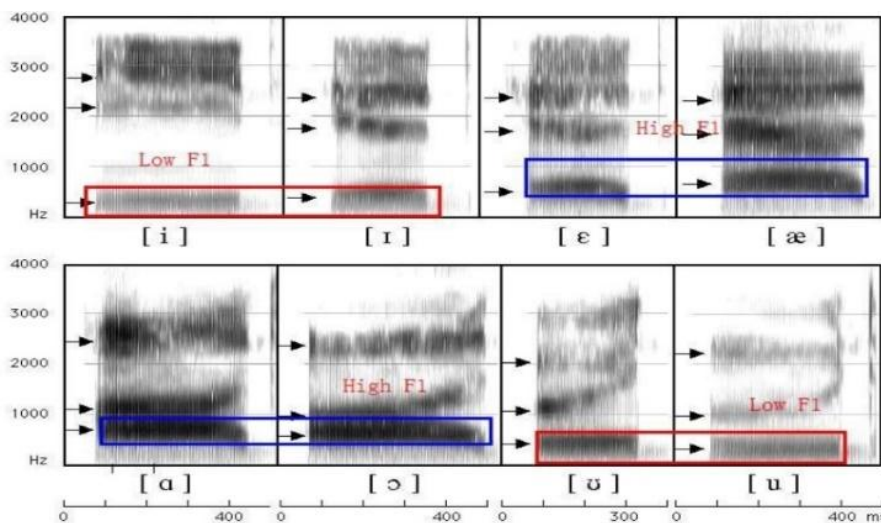 4000
3000
2000
1000
Hz
Low F1
High F1
[ i ]
[ ɪ ]
[ ɛ ]
[ æ ]
4000
3000
2000
1000
Hz
High F1
Low F1
[ ɑ ]
[ ɔ ]
[ ʊ ]
[ u ]
0 400 0 400 0 300 0 400 ms